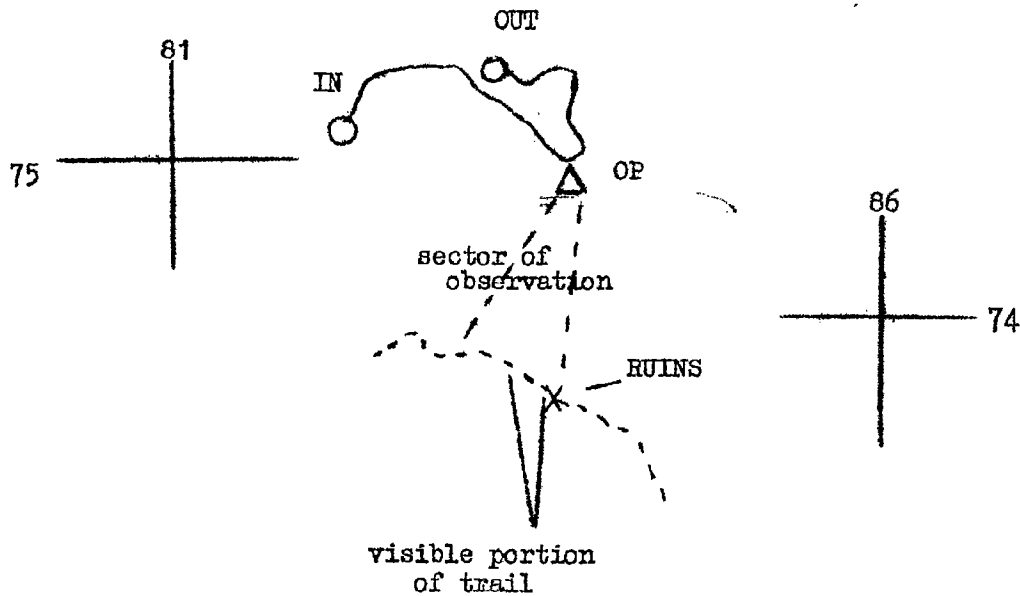 OUT
81
IN
75
OP
86
sector of
observation
74
RUINS
visible portion
of trail